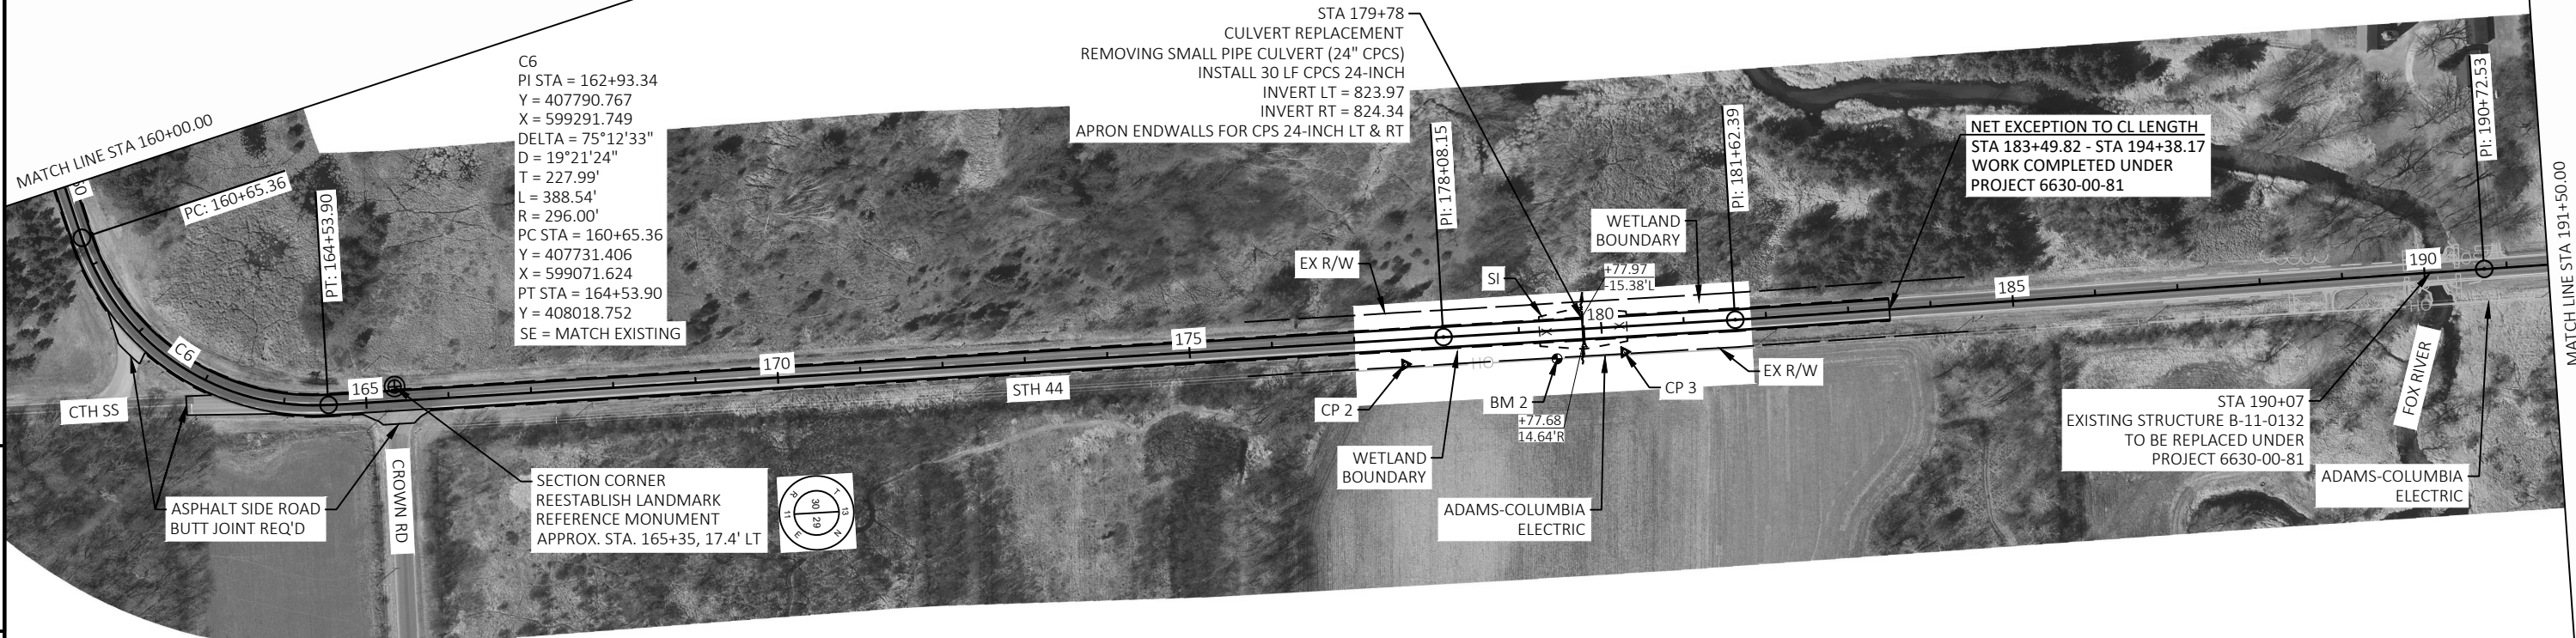 MATCH LINE STA 160+00.00
PC: 160+65.36
PT: 164+53.90
C6
C6
PI STA = 162+93.34
Y = 407790.767
X = 599291.749
DELTA = 75°12'33"
D = 19°21'24"
T = 227.99'
L = 388.54'
R = 296.00'
PC STA = 160+65.36
Y = 407731.406
X = 599071.624
PT STA = 164+53.90
Y = 408018.752
SE = MATCH EXISTING
STA 179+78
CULVERT REPLACEMENT
REMOVING SMALL PIPE CULVERT (24" CPCS)
INSTALL 30 LF CPCS 24-INCH
INVERT LT = 823.97
INVERT RT = 824.34
APRON ENDWALLS FOR CPS 24-INCH LT & RT
PI: 178+08.15
PI: 181+62.39
NET EXCEPTION TO CL LENGTH
STA 183+49.82 - STA 194+38.17
WORK COMPLETED UNDER
PROJECT 6630-00-81
PI: 190+72.53
MATCH LINE STA 191+50.00
EX R/W
SI
WETLAND
BOUNDARY
+77.97
-15.38'L
165
170
175
180
185
190
CTH SS
STH 44
HO
HO
CP 2
BM 2
CP 3
EX R/W
+77.68
14.64'R
WETLAND
BOUNDARY
ADAMS-COLUMBIA
ELECTRIC
ASPHALT SIDE ROAD
BUTT JOINT REQ'D
CROWN RD
SECTION CORNER
REESTABLISH LANDMARK
REFERENCE MONUMENT
APPROX. STA. 165+35, 17.4' LT
T
13
N
R
11
E
30
29
STA 190+07
EXISTING STRUCTURE B-11-0132
TO BE REPLACED UNDER
PROJECT 6630-00-81
FOX RIVER
ADAMS-COLUMBIA
ELECTRIC